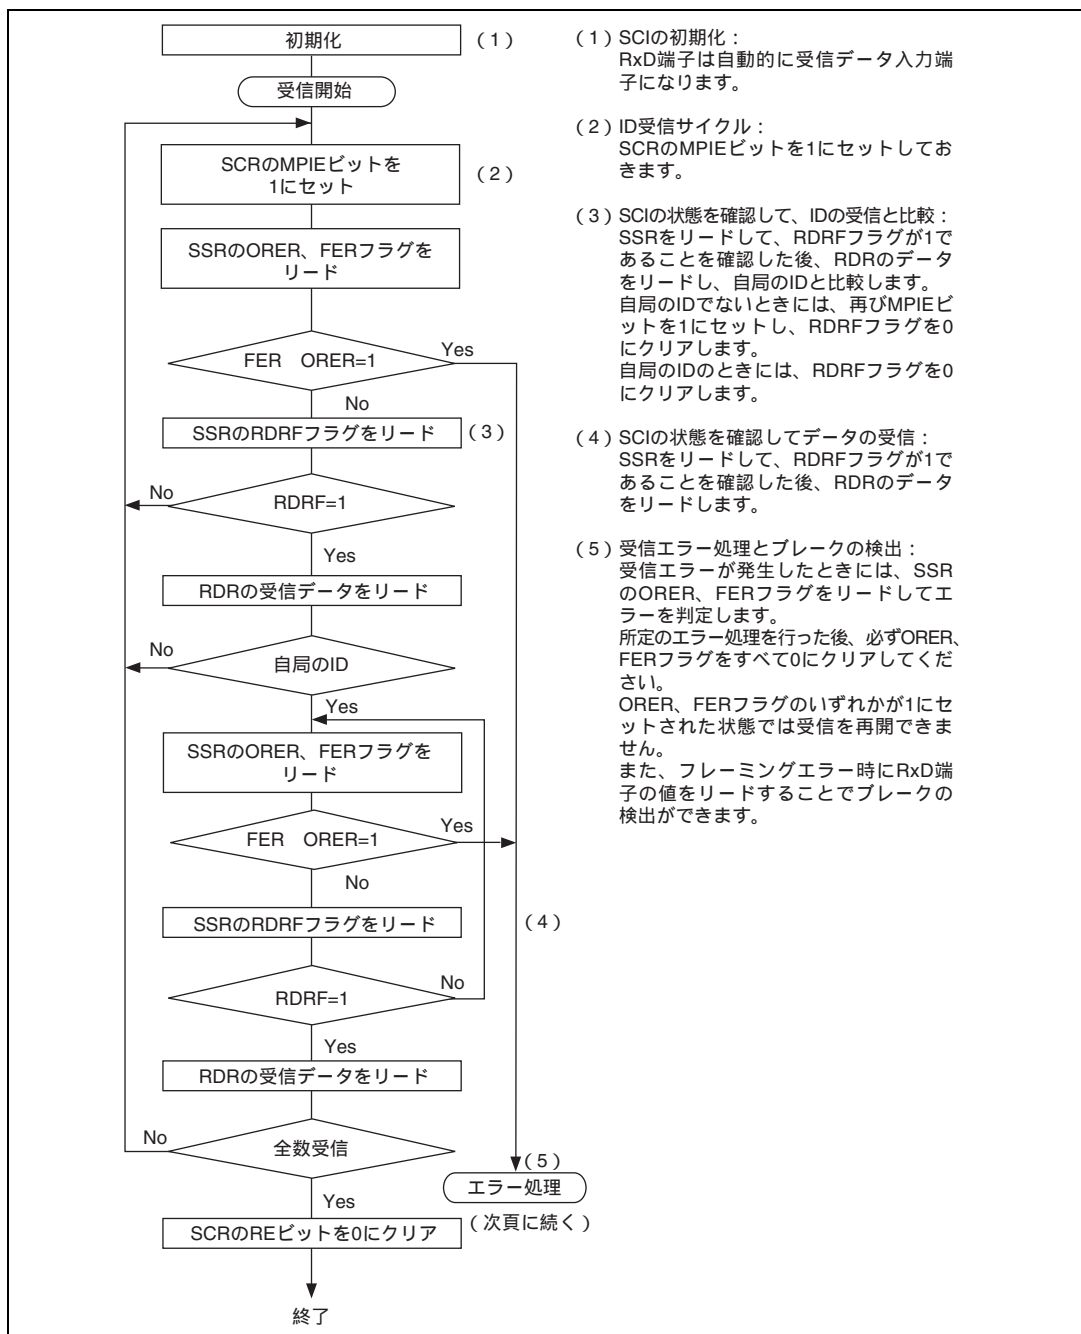 初期化
（1）
受信開始
SCRのMPIEビットを
1にセット
（2）
SSRのORER、FERフラグを
リード
FER　ORER=1
Yes
No
SSRのRDRFフラグをリード
（3）
No
RDRF=1
Yes
RDRの受信データをリード
No
自局のID
Yes
SSRのORER、FERフラグを
リード
FER　ORER=1
Yes
No
SSRのRDRFフラグをリード
（4）
RDRF=1
No
Yes
RDRの受信データをリード
No
全数受信
Yes
（5）
エラー処理
（次頁に続く）
SCRのREビットを0にクリア
終了
（1）SCIの初期化：
RxD端子は自動的に受信データ入力端
子になります。
（2）ID受信サイクル：
SCRのMPIEビットを1にセットしてお
きます。
（3）SCIの状態を確認して、IDの受信と比較：
SSRをリードして、RDRFフラグが1で
あることを確認した後、RDRのデータ
をリードし、自局のIDと比較します。
自局のIDでないときには、再びMPIEビ
ットを1にセットし、RDRFフラグを0
にクリアします。
自局のIDのときには、RDRFフラグを0
にクリアします。
（4）SCIの状態を確認してデータの受信：
SSRをリードして、RDRFフラグが1で
あることを確認した後、RDRのデータ
をリードします。
（5）受信エラー処理とブレークの検出：
受信エラーが発生したときには、SSR
のORER、FERフラグをリードしてエ
ラーを判定します。
所定のエラー処理を行った後、必ずORER、
FERフラグをすべて0にクリアしてくだ
さい。
ORER、FERフラグのいずれかが1にセ
ットされた状態では受信を再開できま
せん。
また、フレーミングエラー時にRxD端
子の値をリードすることでブレークの
検出ができます。